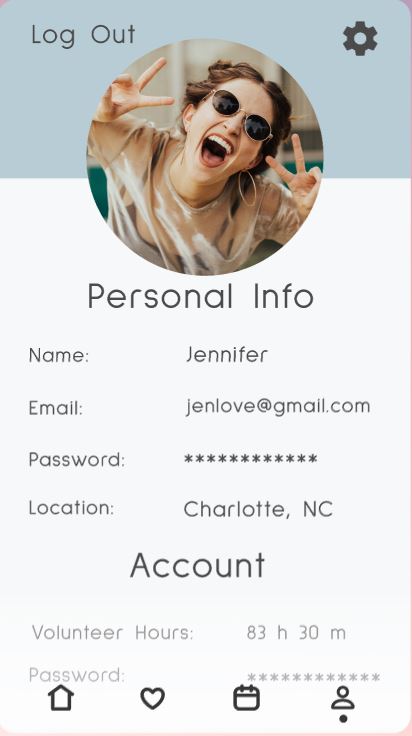 Log Out
Personal Info
Name: Jennifer
Email: jenlove@gmail.com
Password: ************
Location: Charlotte, NC
Account
Volunteer Hours: 83 h 30 m
Password: ************